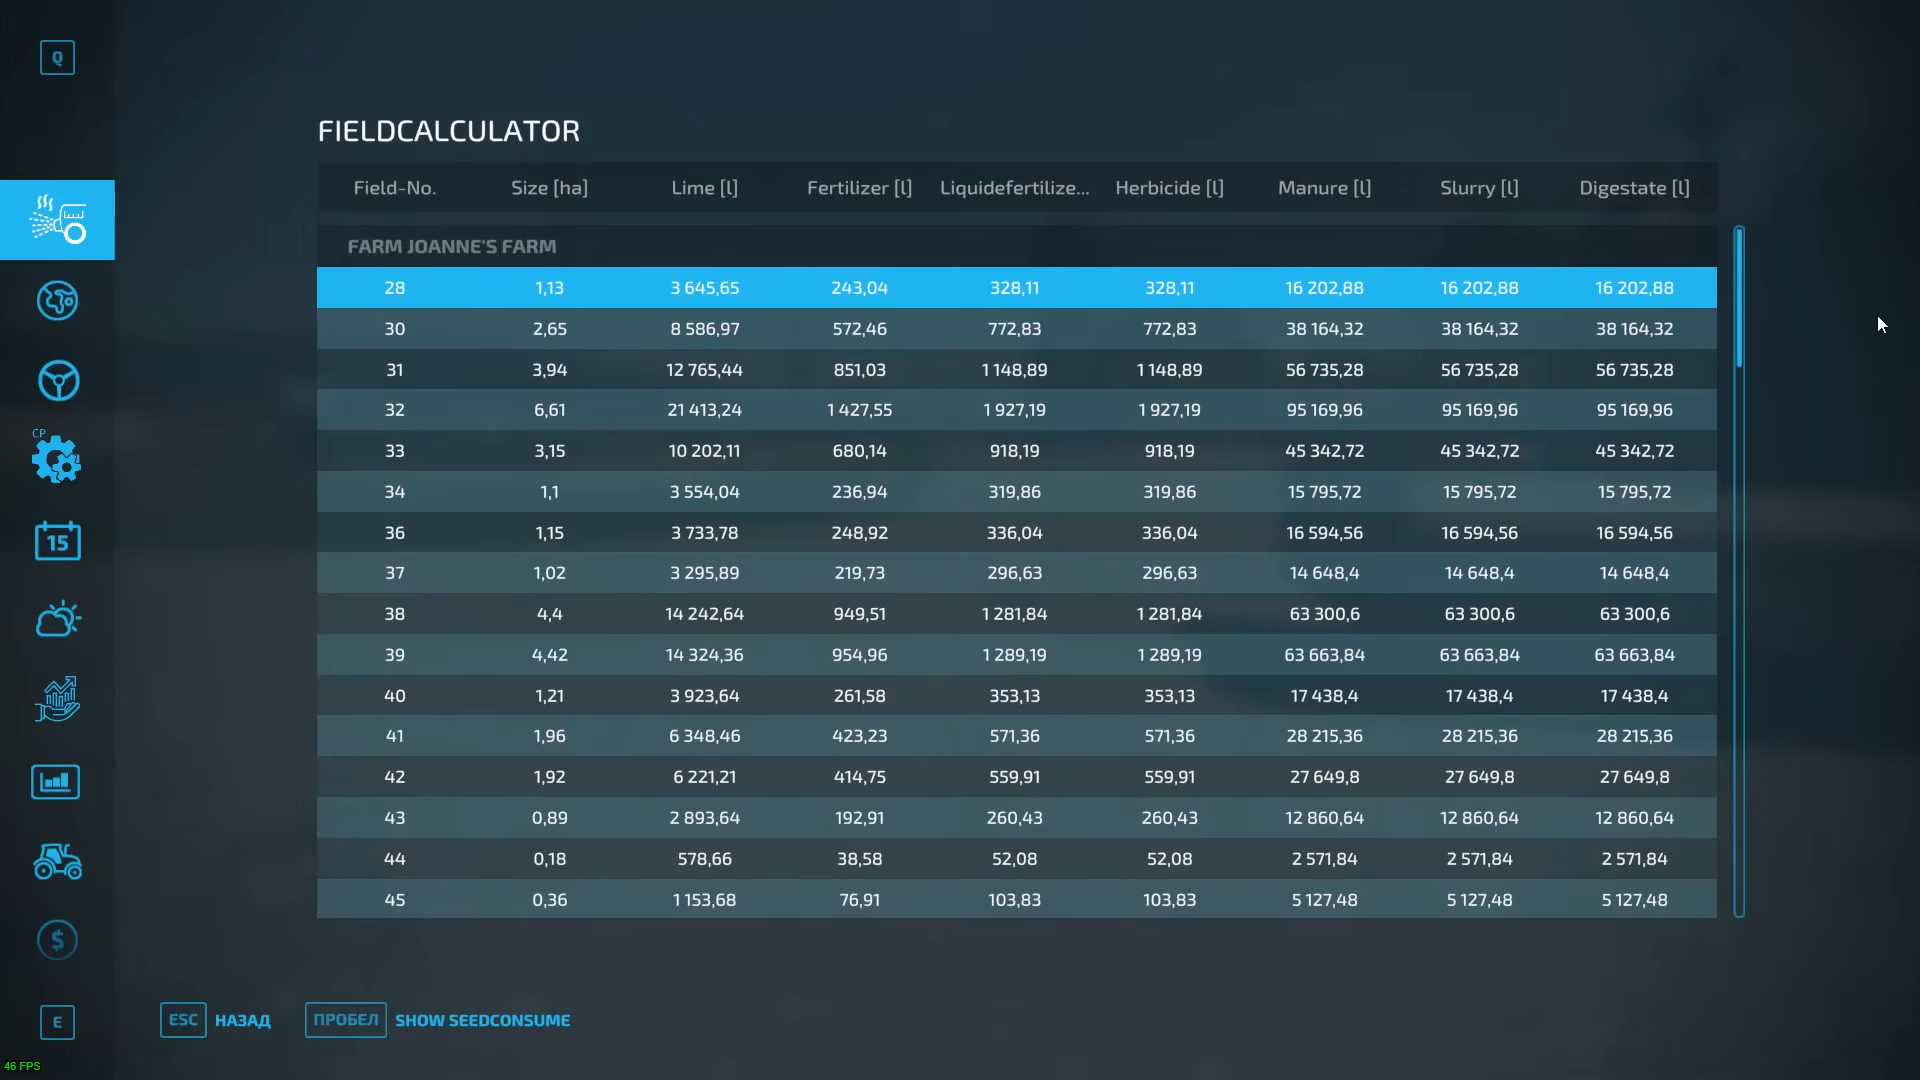 Q
FIELDCALCULATOR
Field-No. Size [ha] Lime [l] Fertilizer [l] Liquidefertilize... Herbicide [l] Manure [l] Slurry [l] Digestate [l]
FARM JOANNE'S FARM
28 1,13 3 645,65 243,04 328,11 328,11 16 202,88 16 202,88 16 202,88
30 2,65 8 586,97 572,46 772,83 772,83 38 164,32 38 164,32 38 164,32
31 3,94 12 765,44 851,03 1 148,89 1 148,89 56 735,28 56 735,28 56 735,28
32 6,61 21 413,24 1 427,55 1 927,19 1 927,19 95 169,96 95 169,96 95 169,96
CP
33 3,15 10 202,11 680,14 918,19 918,19 45 342,72 45 342,72 45 342,72
34 1,1 3 554,04 236,94 319,86 319,86 15 795,72 15 795,72 15 795,72
36 1,15 3 733,78 248,92 336,04 336,04 16 594,56 16 594,56 16 594,56
15
37 1,02 3 295,89 219,73 296,63 296,63 14 648,4 14 648,4 14 648,4
38 4,4 14 242,64 949,51 1 281,84 1 281,84 63 300,6 63 300,6 63 300,6
39 4,42 14 324,36 954,96 1 289,19 1 289,19 63 663,84 63 663,84 63 663,84
40 1,21 3 923,64 261,58 353,13 353,13 17 438,4 17 438,4 17 438,4
41 1,96 6 348,46 423,23 571,36 571,36 28 215,36 28 215,36 28 215,36
42 1,92 6 221,21 414,75 559,91 559,91 27 649,8 27 649,8 27 649,8
43 0,89 2 893,64 192,91 260,43 260,43 12 860,64 12 860,64 12 860,64
44 0,18 578,66 38,58 52,08 52,08 2 571,84 2 571,84 2 571,84
45 0,36 1 153,68 76,91 103,83 103,83 5 127,48 5 127,48 5 127,48
$
E
ESC НАЗАД ПРОБЕЛ SHOW SEEDCONSUME
46 FPS